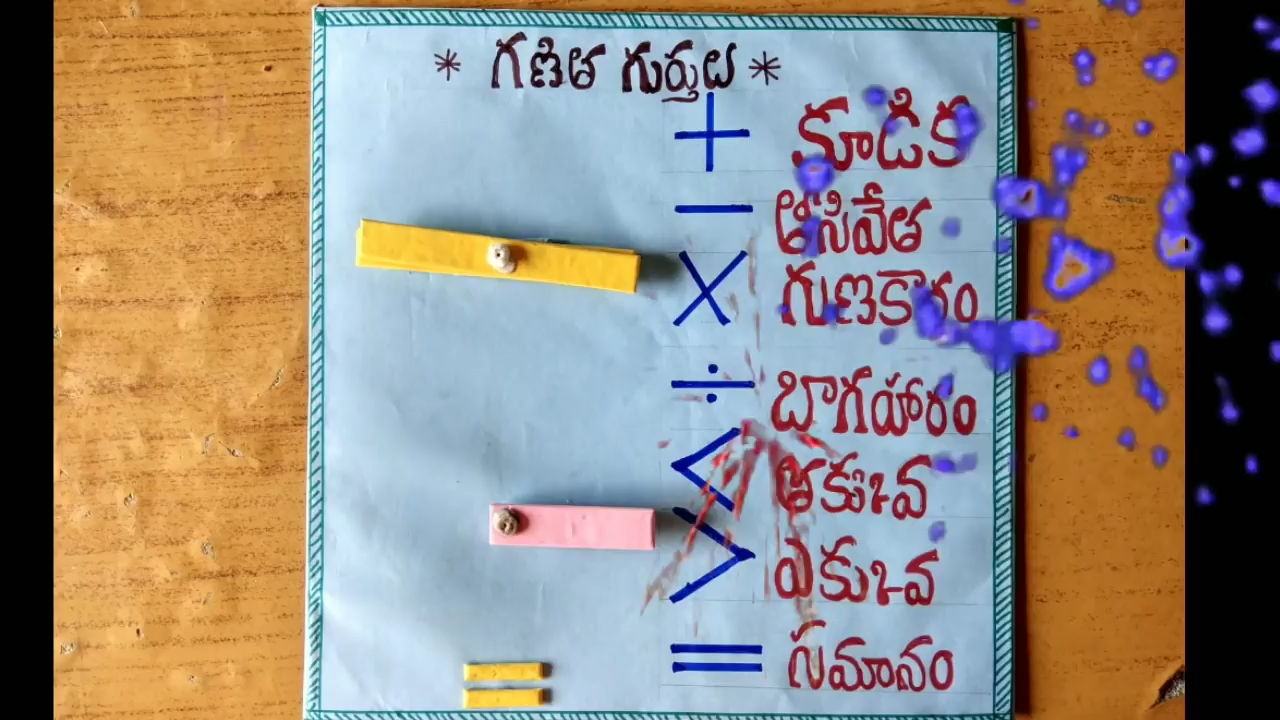 * గణిత గుర్తుల *
+ కూడిక
− తీసివేత
× గుణకారం
÷ బాగహారం
< తకు‌వ
> ఎకు‌వ
= సమానం